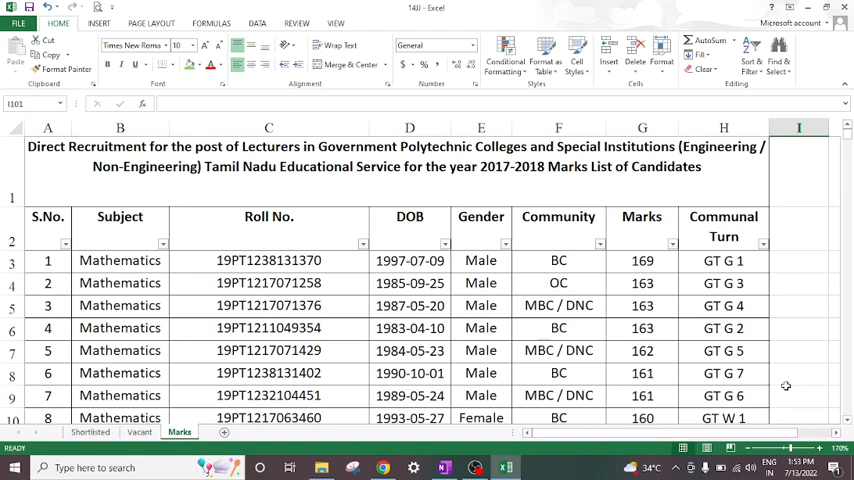 14JJ - Excel
FILE HOME INSERT PAGE LAYOUT FORMULAS DATA REVIEW VIEW Microsoft account
Paste Cut Copy Format Painter Clipboard
Times New Roma 10 B I U A Font
Wrap Text Merge & Center Alignment
General $ % , Number
Conditional Formatting Format as Table Cell Styles Styles
Insert Delete Format Cells
AutoSum Fill Clear Sort & Filter Find & Select Editing
I101 fx
A B C D E F G H I
Direct Recruitment for the post of Lecturers in Government Polytechnic Colleges and Special Institutions (Engineering /
Non-Engineering) Tamil Nadu Educational Service for the year 2017-2018 Marks List of Candidates
1
2 S.No. Subject Roll No. DOB Gender Community Marks Communal Turn
3 1 Mathematics 19PT1238131370 1997-07-09 Male BC 169 GT G 1
4 2 Mathematics 19PT1217071258 1985-09-25 Male OC 163 GT G 3
5 3 Mathematics 19PT1217071376 1987-05-20 Male MBC / DNC 163 GT G 4
6 4 Mathematics 19PT1211049354 1983-04-10 Male BC 163 GT G 2
7 5 Mathematics 19PT1217071429 1984-05-23 Male MBC / DNC 162 GT G 5
8 6 Mathematics 19PT1238131402 1990-10-01 Male BC 161 GT G 7
9 7 Mathematics 19PT1232104451 1989-05-24 Male MBC / DNC 161 GT G 6
10 8 Mathematics 19PT1217063460 1993-05-27 Female BC 160 GT W 1
Shortlisted Vacant Marks
READY 170%
Type here to search 34°C ENG IN 1:53 PM 7/13/2022